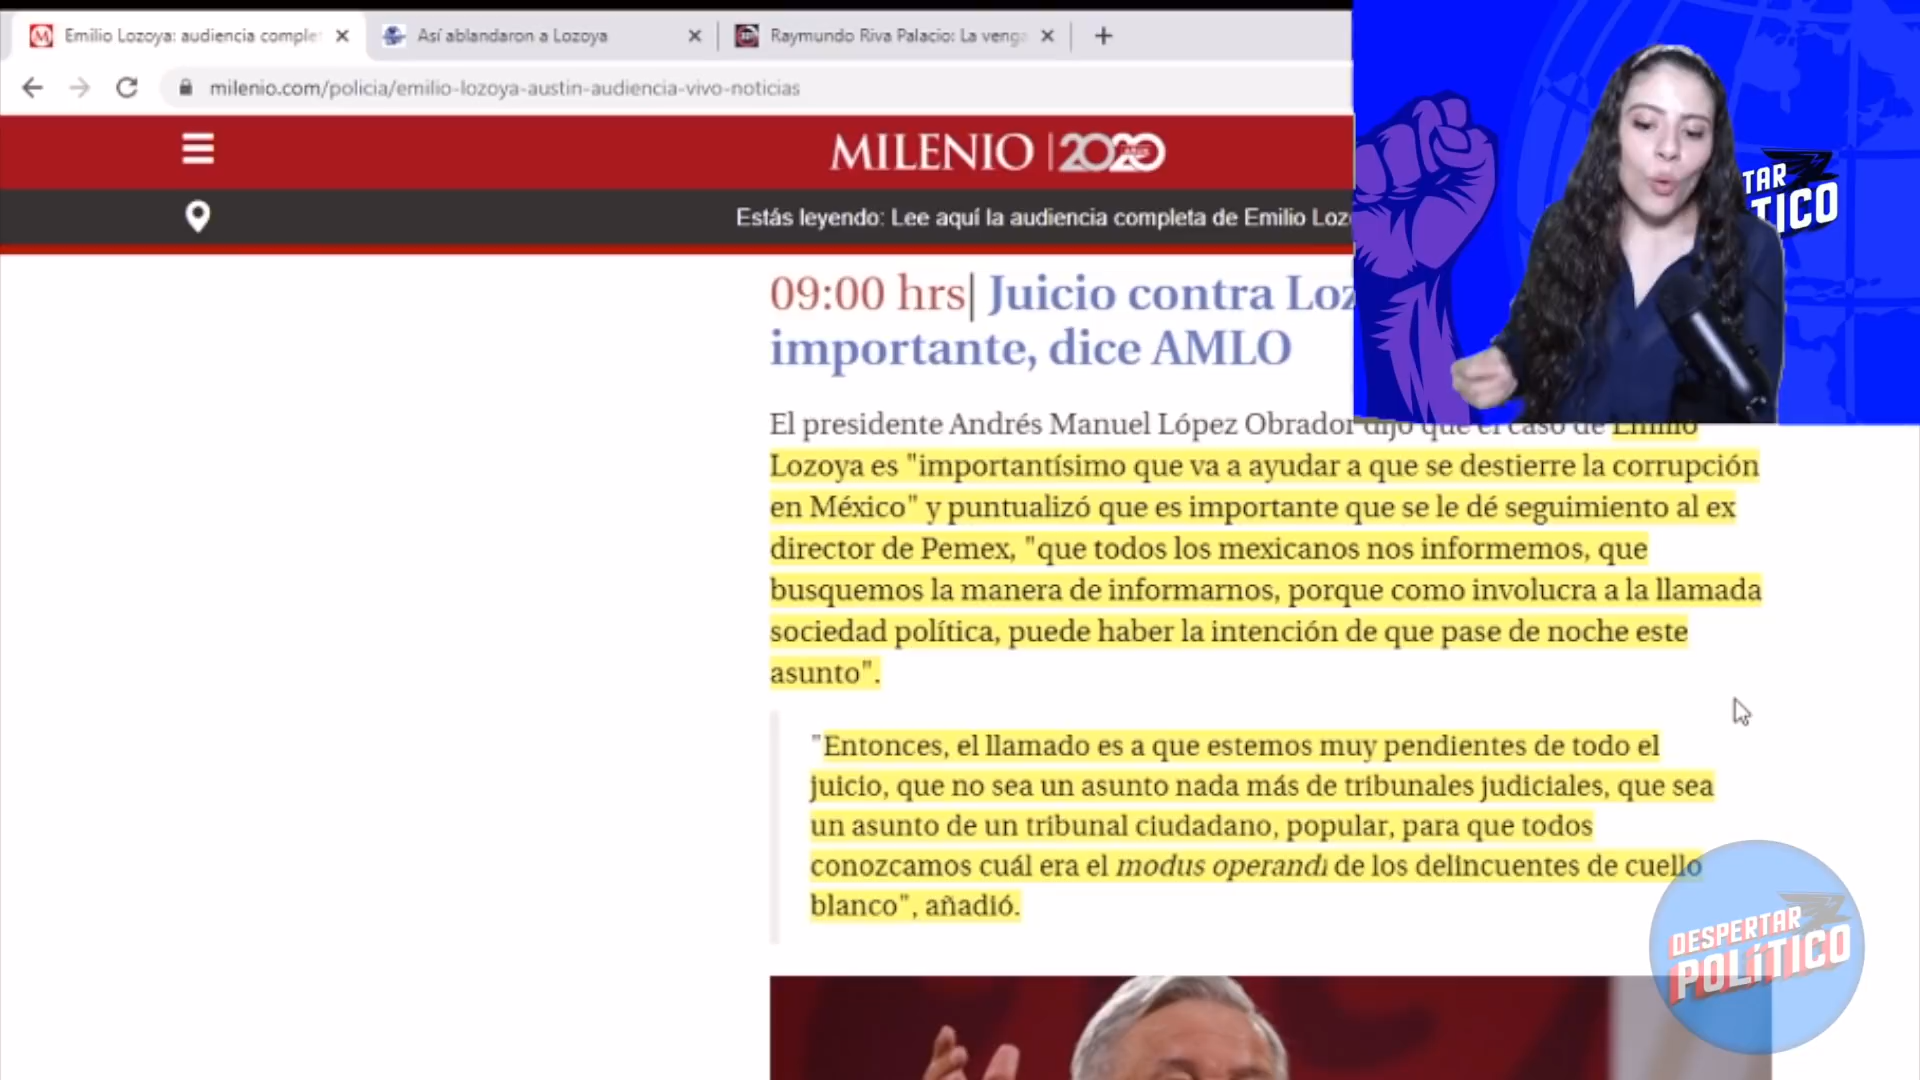 Emilio Lozoya: audiencia comple
Así ablandaron a Lozoya
Raymundo Riva Palacio: La veng
milenio.com/policia/emilio-lozoya-austin-audiencia-vivo-noticias
MILENIO | 2020
Estás leyendo: Lee aquí la audiencia completa de Emilio Loz
TAR
TICO
09:00 hrs| Juicio contra Loz
importante, dice AMLO
El presidente Andrés Manuel López Obrador dijo que el caso de Emilio
Lozoya es "importantísimo que va a ayudar a que se destierre la corrupción
en México" y puntualizó que es importante que se le dé seguimiento al ex
director de Pemex, "que todos los mexicanos nos informemos, que
busquemos la manera de informarnos, porque como involucra a la llamada
sociedad política, puede haber la intención de que pase de noche este
asunto".
"Entonces, el llamado es a que estemos muy pendientes de todo el
juicio, que no sea un asunto nada más de tribunales judiciales, que sea
un asunto de un tribunal ciudadano, popular, para que todos
conozcamos cuál era el modus operandi de los delincuentes de cuello
blanco", añadió.
DESPERTAR
POLÍTICO